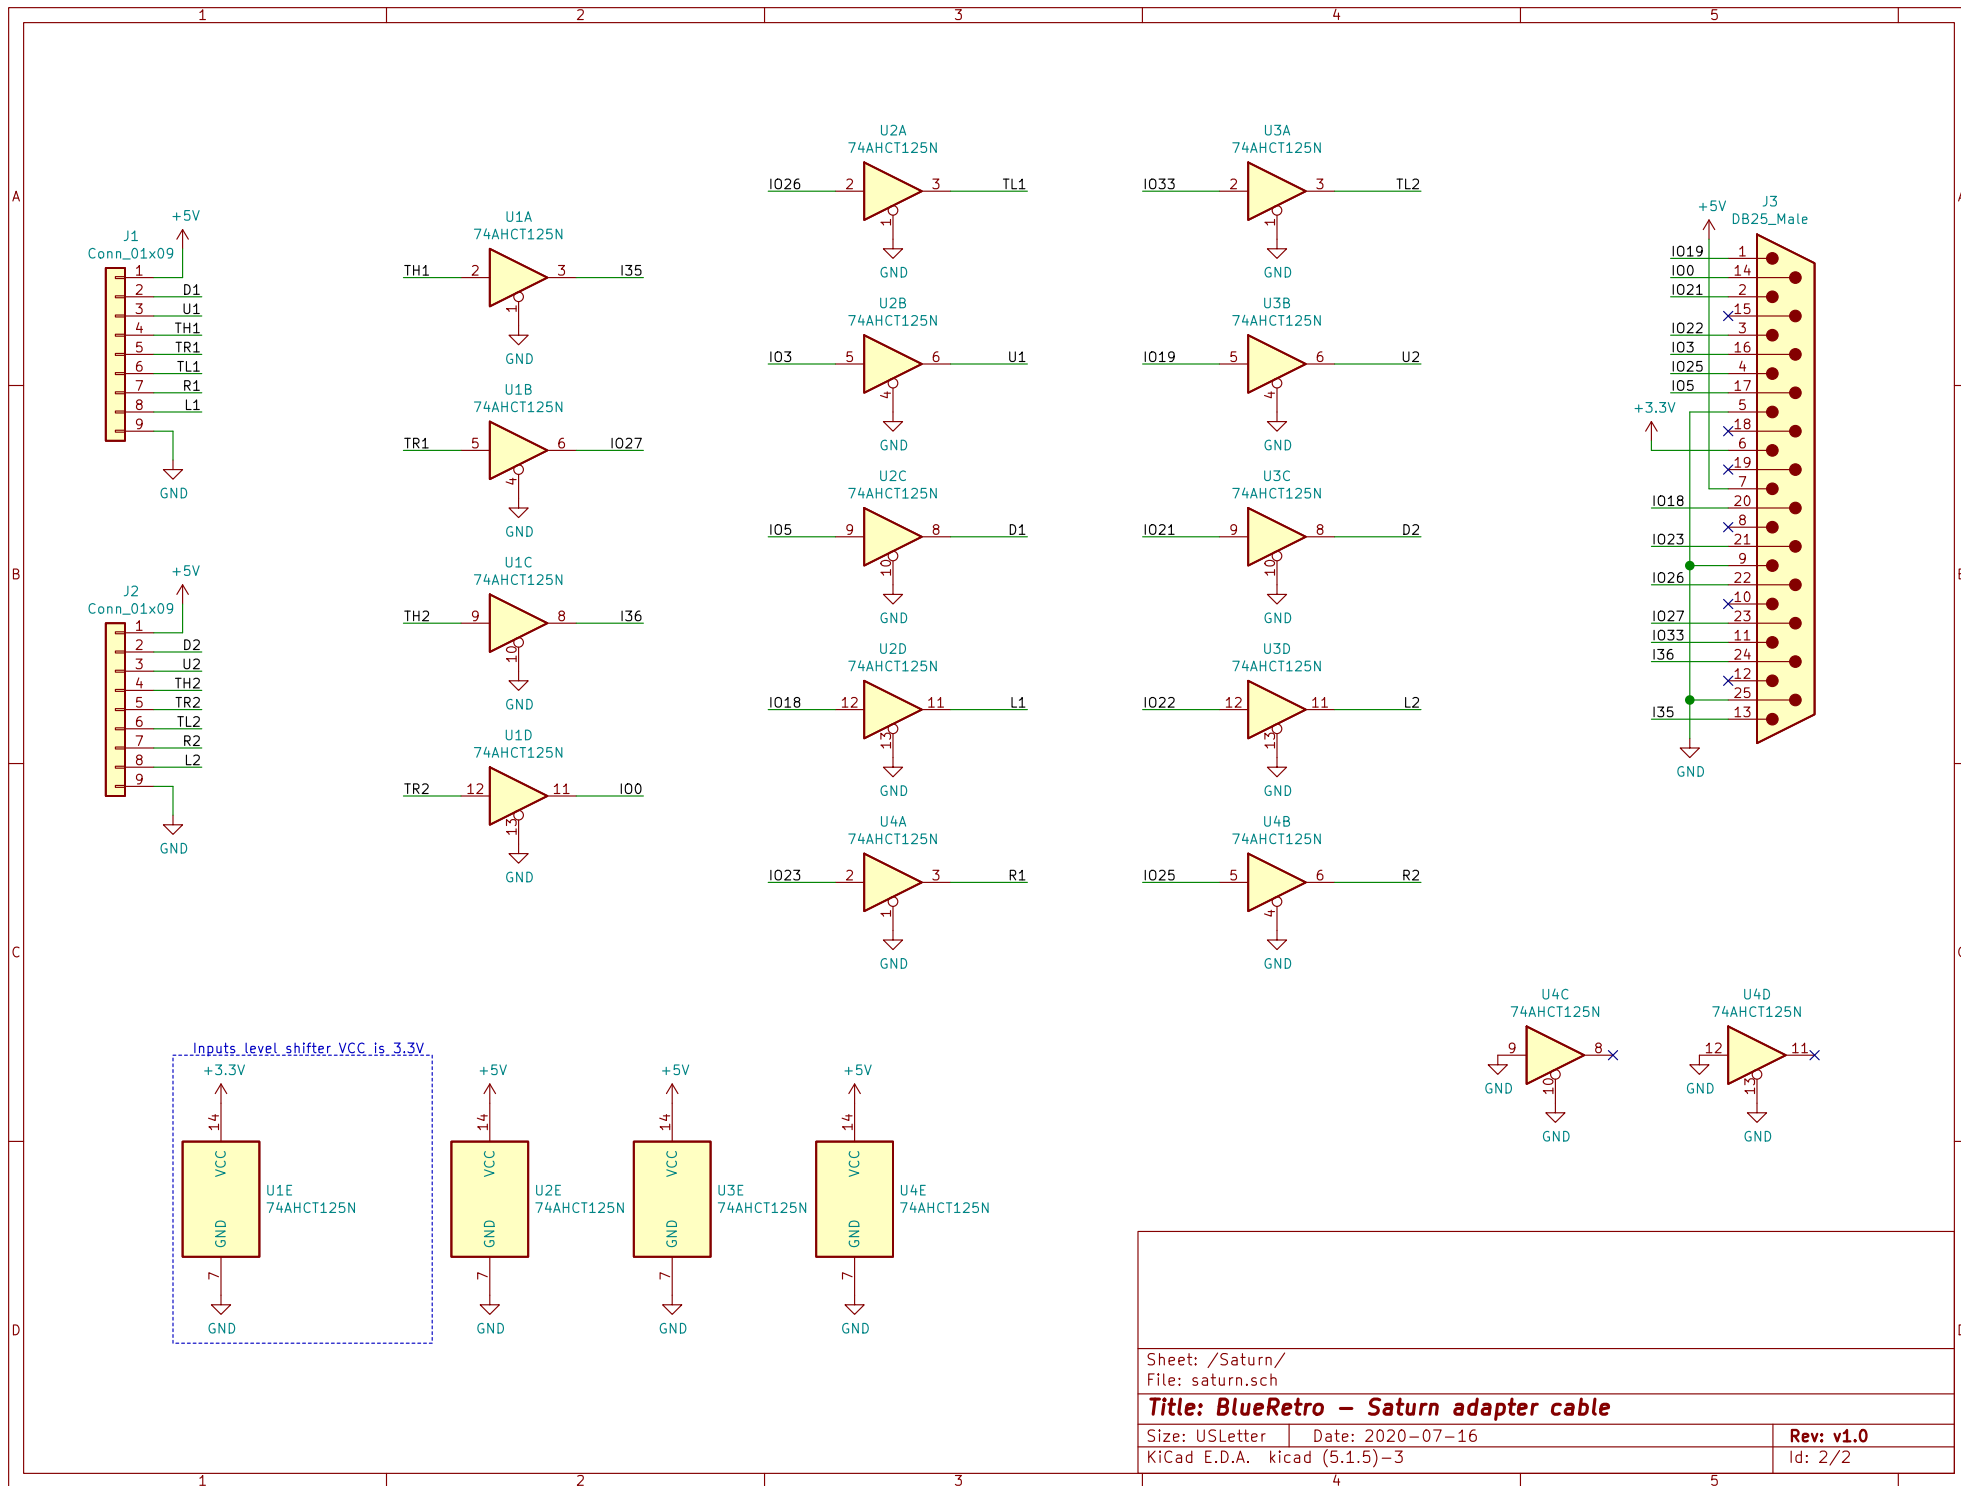 1 2 3 4 5
A
B
C
D
A
+5V
J1
Conn_01x09
1
2 D1
3 U1
4 TH1
5 TR1
6 TL1
7 R1
8 L1
9
GND
+5V
J2
Conn_01x09
1
2 D2
3 U2
4 TH2
5 TR2
6 TL2
7 R2
8 L2
9
GND
U1A
74AHCT125N
TH1 2 3 I35
1
GND
U1B
74AHCT125N
TR1 5 6 IO27
4
GND
U1C
74AHCT125N
TH2 9 8 I36
10
GND
U1D
74AHCT125N
TR2 12 11 IO0
13
GND
U2A
74AHCT125N
IO26 2 3 TL1
1
GND
U2B
74AHCT125N
IO3 5 6 U1
4
GND
U2C
74AHCT125N
IO5 9 8 D1
10
GND
U2D
74AHCT125N
IO18 12 11 L1
13
GND
U4A
74AHCT125N
IO23 2 3 R1
1
GND
U3A
74AHCT125N
IO33 2 3 TL2
1
GND
U3B
74AHCT125N
IO19 5 6 U2
4
GND
U3C
74AHCT125N
IO21 9 8 D2
10
GND
U3D
74AHCT125N
IO22 12 11 L2
13
GND
U4B
74AHCT125N
IO25 5 6 R2
4
GND
J3
DB25_Male
+5V
IO19 1
IO0 14
IO21 2
15
IO22 3
IO3 16
IO25 4
IO5 17
+3.3V
5
18
6
19
7
IO18 20
8
IO23 21
9
IO26 22
10
IO27 23
IO33 11
I36 24
12
25
I35 13
GND
U4C
74AHCT125N
9 8
10
GND
GND
U4D
74AHCT125N
12 11
13
GND
GND
Inputs level shifter VCC is 3.3V
+3.3V
14
VCC
GND
U1E
74AHCT125N
7
GND
+5V
14
VCC
GND
U2E
74AHCT125N
7
GND
+5V
14
VCC
GND
U3E
74AHCT125N
7
GND
+5V
14
VCC
GND
U4E
74AHCT125N
7
GND
Sheet: /Saturn/
File: saturn.sch
Title: BlueRetro – Saturn adapter cable
Size: USLetter Date: 2020-07-16 Rev: v1.0
KiCad E.D.A. kicad (5.1.5)-3 Id: 2/2
1 2 3 4 5